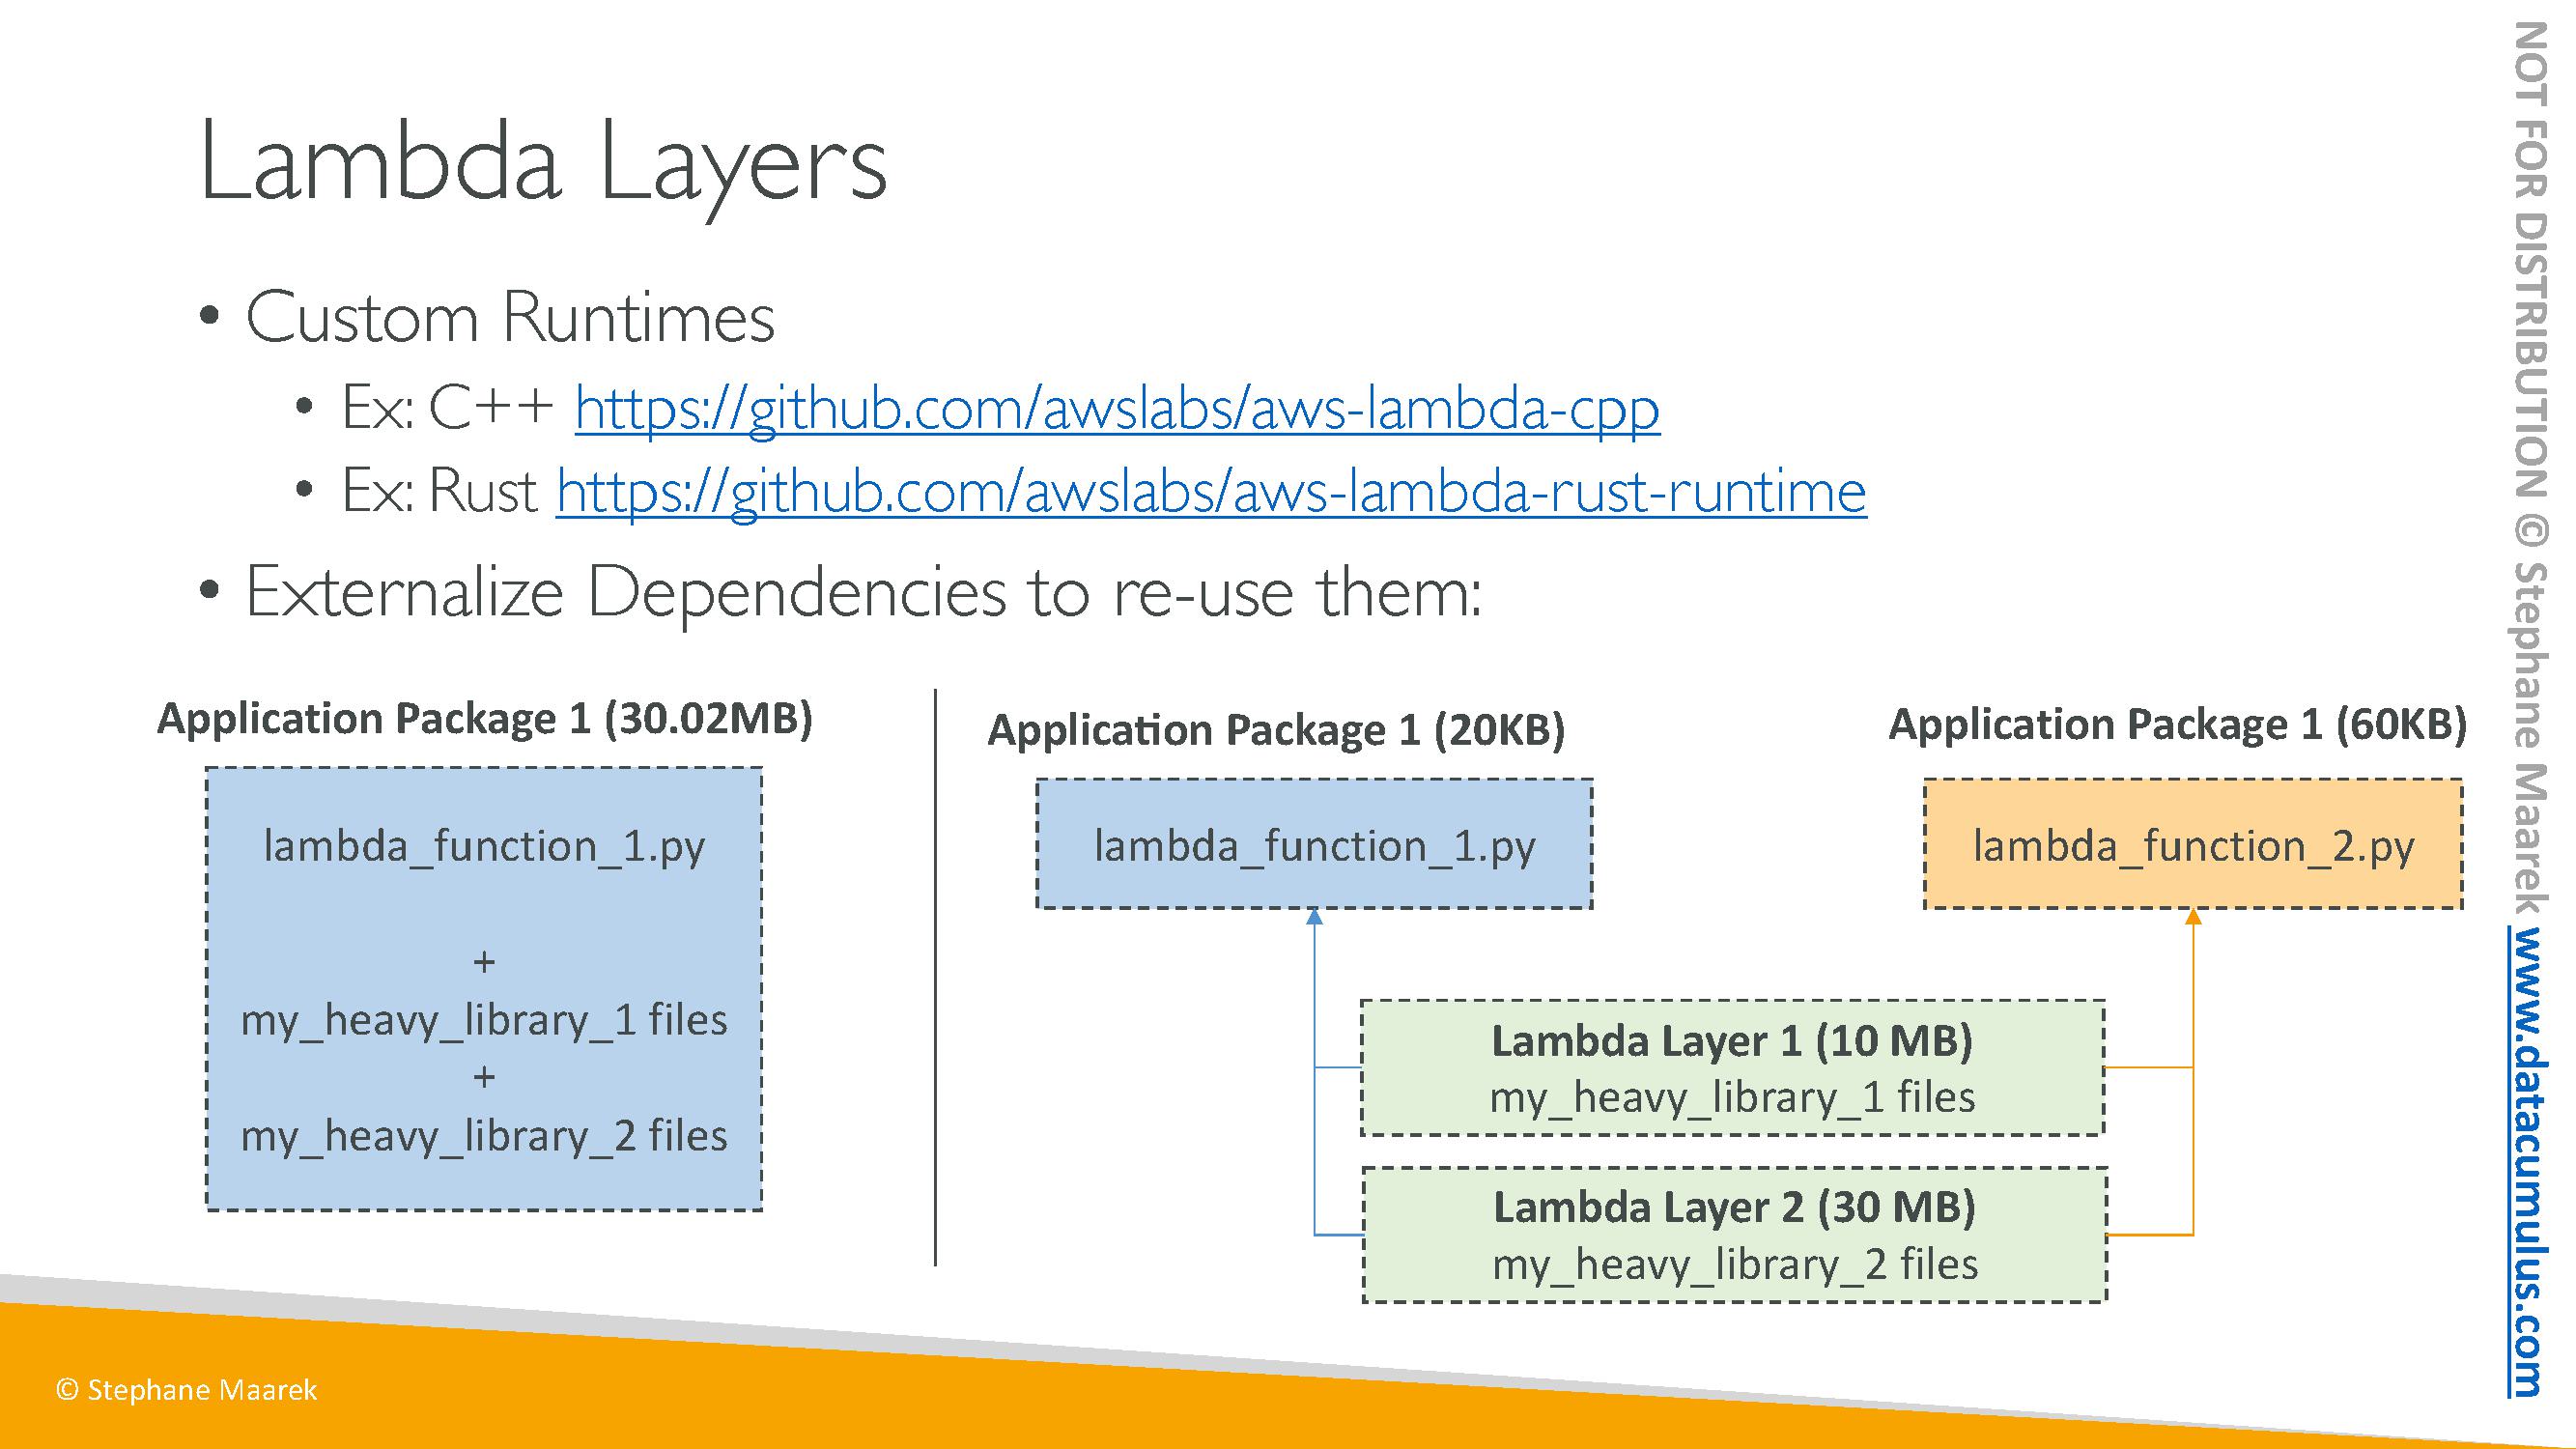 Lambda Layers
• Custom Runtimes
• Ex: C++ https://github.com/awslabs/aws-lambda-cpp
• Ex: Rust https://github.com/awslabs/aws-lambda-rust-runtime
• Externalize Dependencies to re-use them:
Application Package 1 (30.02MB)
lambda_function_1.py
+
my_heavy_library_1 files
+
my_heavy_library_2 files
Application Package 1 (20KB)
lambda_function_1.py
Application Package 1 (60KB)
lambda_function_2.py
Lambda Layer 1 (10 MB)
my_heavy_library_1 files
Lambda Layer 2 (30 MB)
my_heavy_library_2 files
© Stephane Maarek
NOT FOR DISTRIBUTION © Stephane Maarek www.datacumulus.com